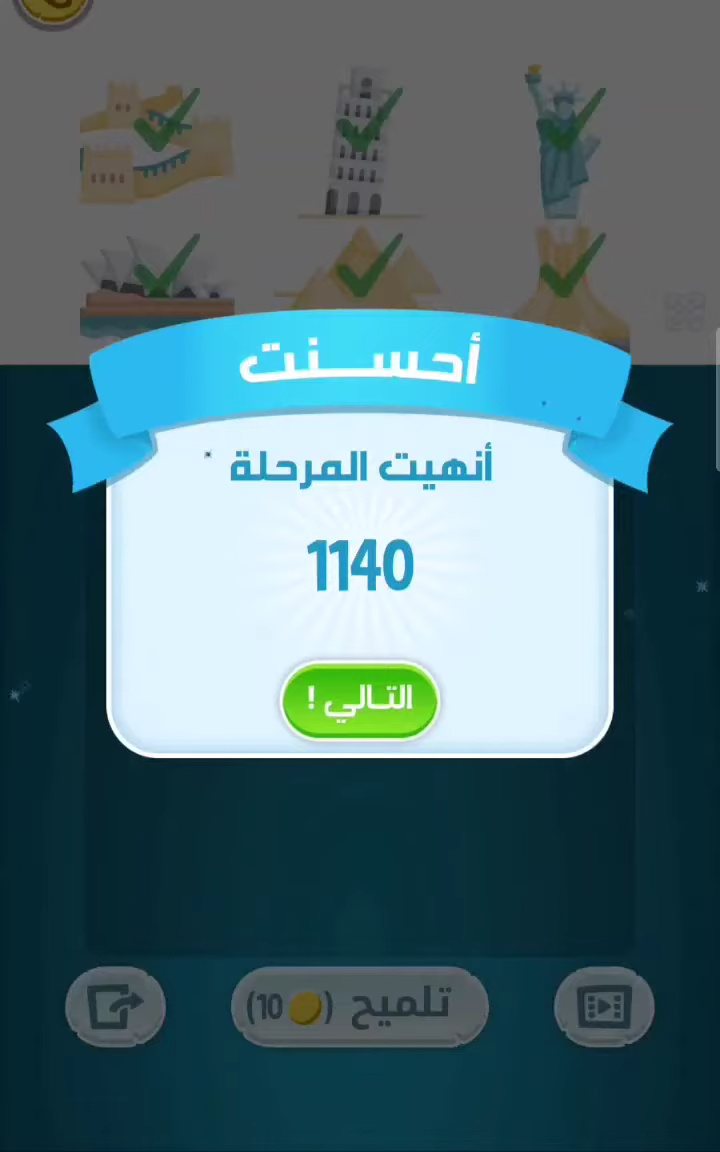 أحسنت
أنهيت المرحلة
1140
التالي !
تلميح (10)